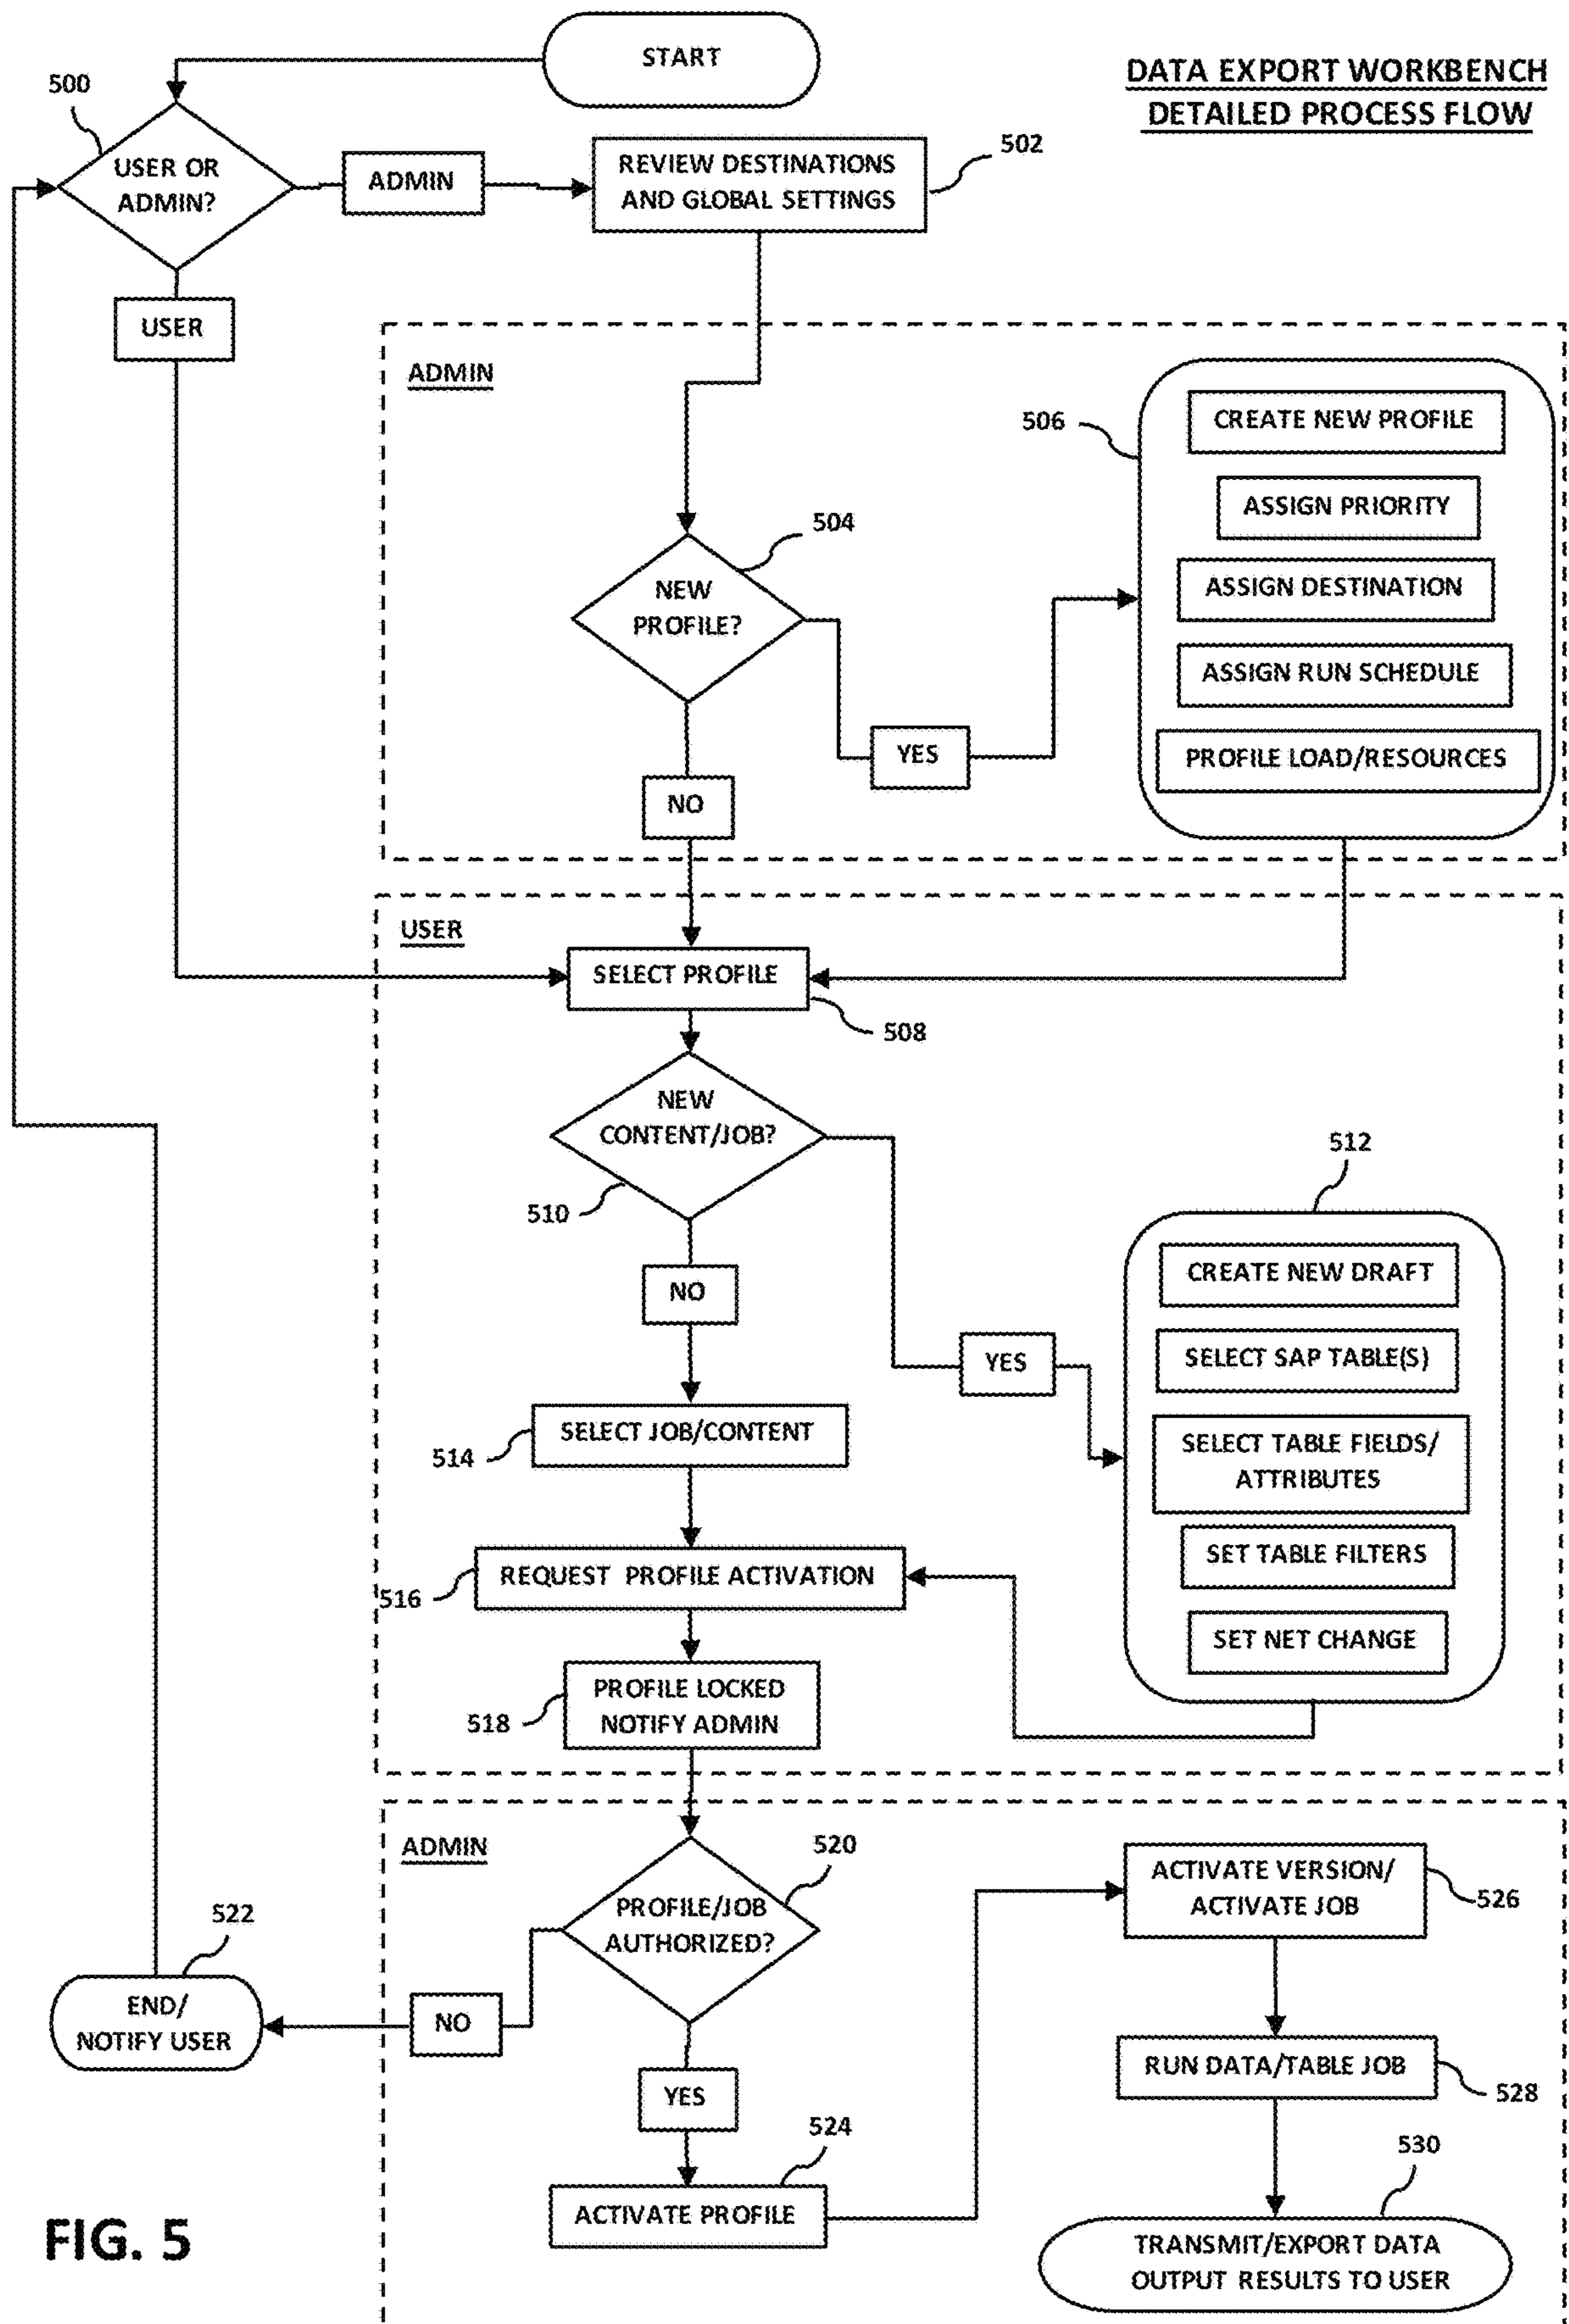 START
DATA EXPORT WORKBENCH
DETAILED PROCESS FLOW
500
USER OR
ADMIN?
ADMIN
REVIEW DESTINATIONS
AND GLOBAL SETTINGS
502
USER
ADMIN
506
CREATE NEW PROFILE
ASSIGN PRIORITY
ASSIGN DESTINATION
ASSIGN RUN SCHEDULE
PROFILE LOAD/RESOURCES
504
NEW
PROFILE?
YES
NO
USER
SELECT PROFILE
508
NEW
CONTENT/JOB?
510
NO
YES
512
CREATE NEW DRAFT
SELECT SAP TABLE(S)
SELECT TABLE FIELDS/
ATTRIBUTES
SET TABLE FILTERS
SET NET CHANGE
SELECT JOB/CONTENT
514
REQUEST PROFILE ACTIVATION
516
PROFILE LOCKED
NOTIFY ADMIN
518
ADMIN
520
PROFILE/JOB
AUTHORIZED?
NO
522
END/
NOTIFY USER
YES
524
ACTIVATE PROFILE
ACTIVATE VERSION/
ACTIVATE JOB
526
RUN DATA/TABLE JOB
528
530
TRANSMIT/EXPORT DATA
OUTPUT RESULTS TO USER
FIG. 5